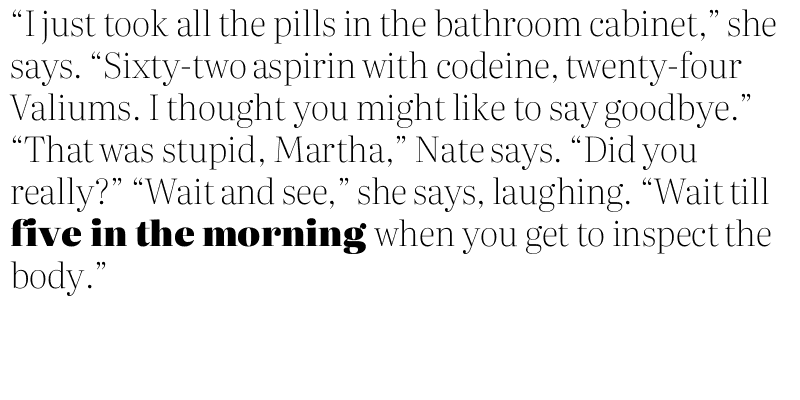 “I just took all the pills in the bathroom cabinet,” she
says. “Sixty-two aspirin with codeine, twenty-four
Valiums. I thought you might like to say goodbye.”
“That was stupid, Martha,” Nate says. “Did you
really?” “Wait and see,” she says, laughing. “Wait till
five in the morning when you get to inspect the
body.”